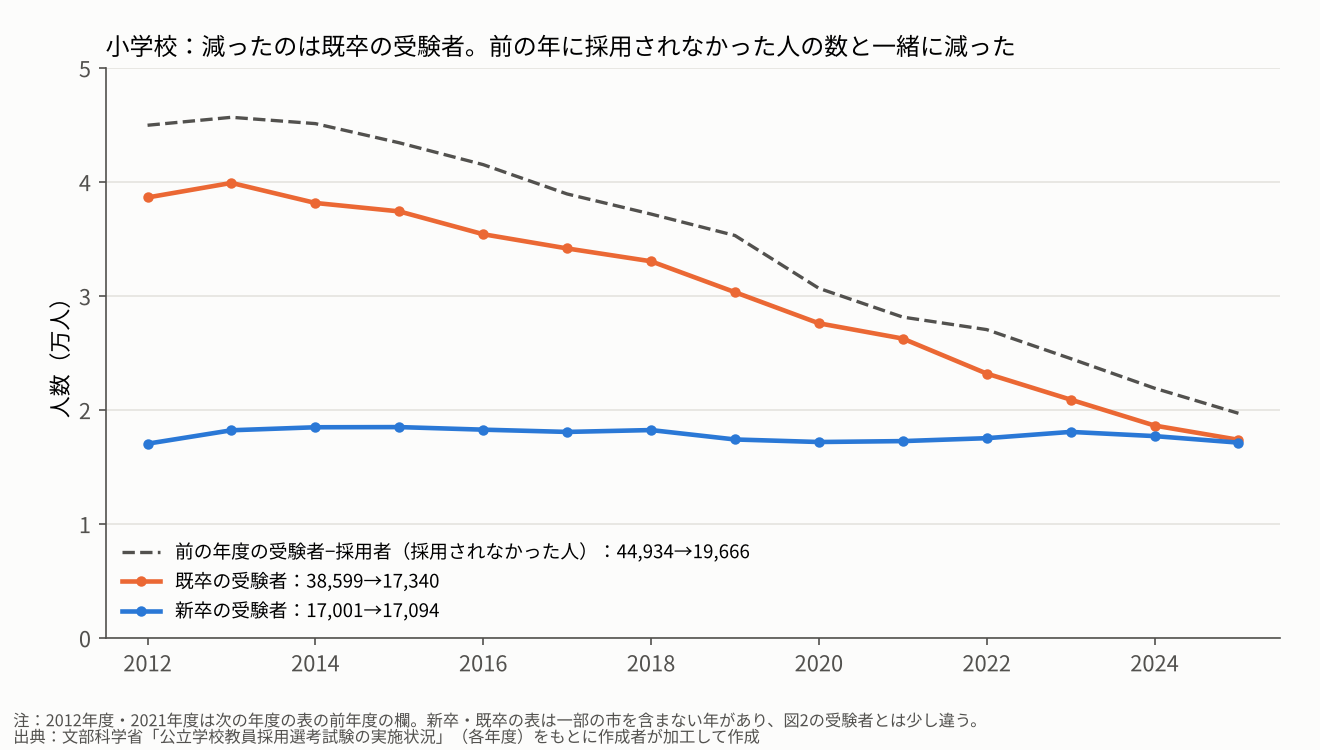 小学校：減ったのは既卒の受験者。前の年に採用されなかった人の数と一緒に減った
人数（万人）
5
4
3
2
1
0
前の年度の受験者−採用者（採用されなかった人）：44,934→19,666
既卒の受験者：38,599→17,340
新卒の受験者：17,001→17,094
2012
2014
2016
2018
2020
2022
2024
注：2012年度・2021年度は次の年度の表の前年度の欄。新卒・既卒の表は一部の市を含まない年があり、図2の受験者とは少し違う。
出典：文部科学省「公立学校教員採用選考試験の実施状況」（各年度）をもとに作成者が加工して作成